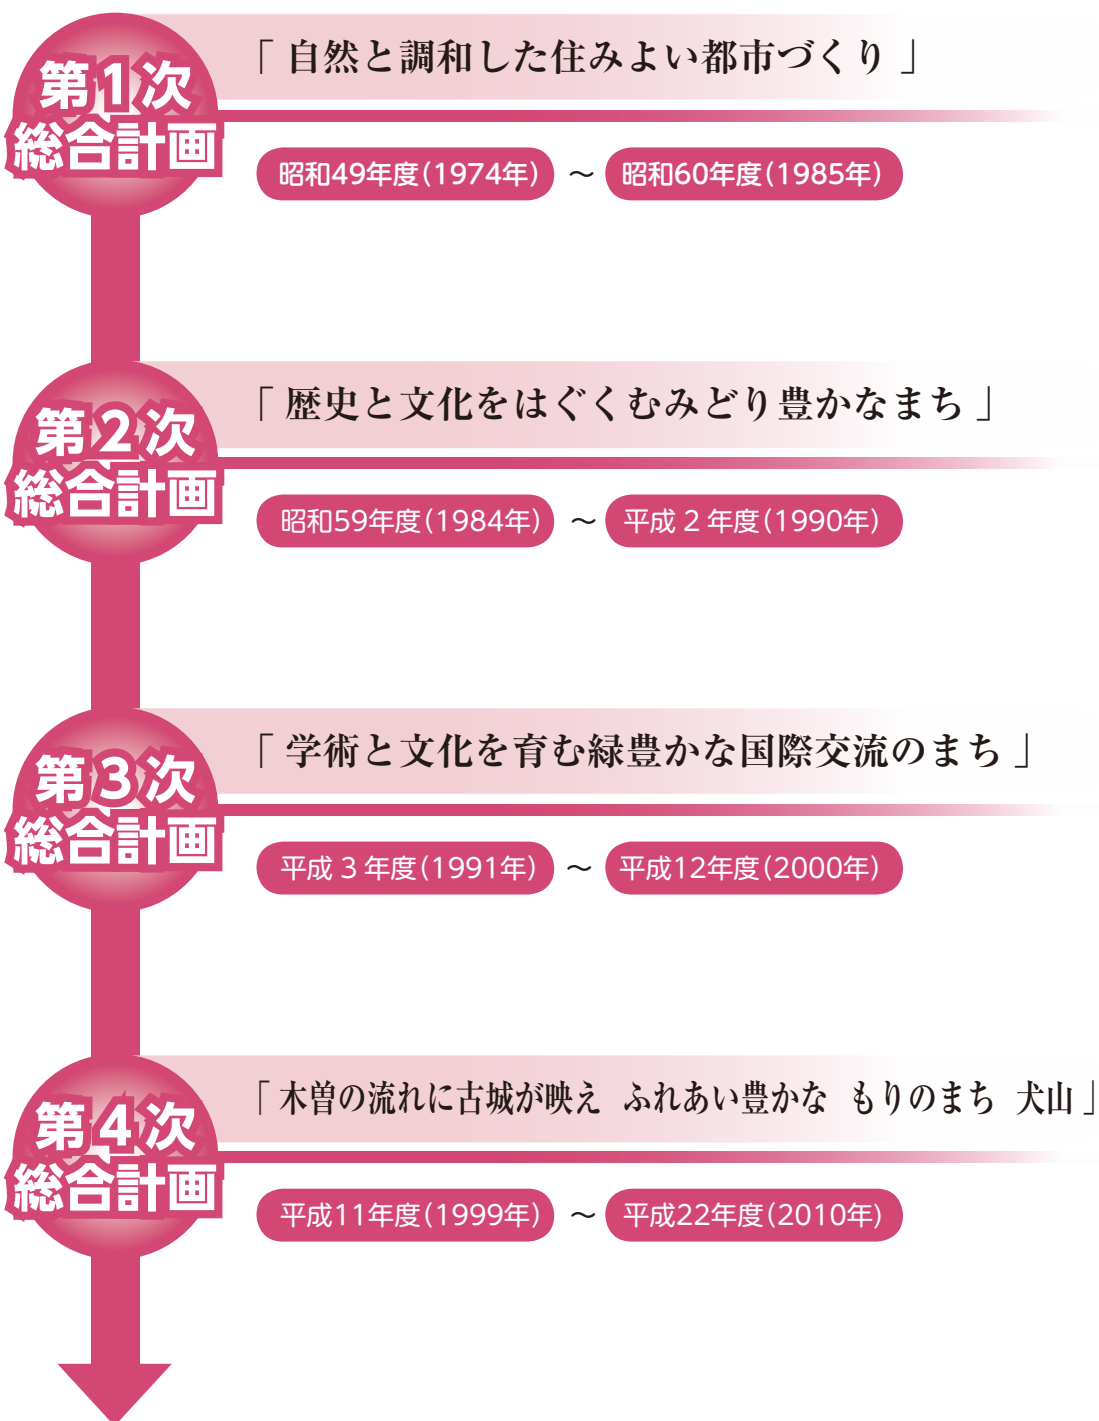 第1次
総合計画
「 自然と調和した住みよい都市づくり 」
昭和49年度(1974年) ～ 昭和60年度(1985年)
第2次
総合計画
「 歴史と文化をはぐくむみどり豊かなまち 」
昭和59年度(1984年) ～ 平成 2 年度(1990年)
第3次
総合計画
「 学術と文化を育む緑豊かな国際交流のまち 」
平成 3 年度(1991年) ～ 平成12年度(2000年)
第4次
総合計画
「 木曽の流れに古城が映え ふれあい豊かな もりのまち 犬山 」
平成11年度(1999年) ～ 平成22年度(2010年)